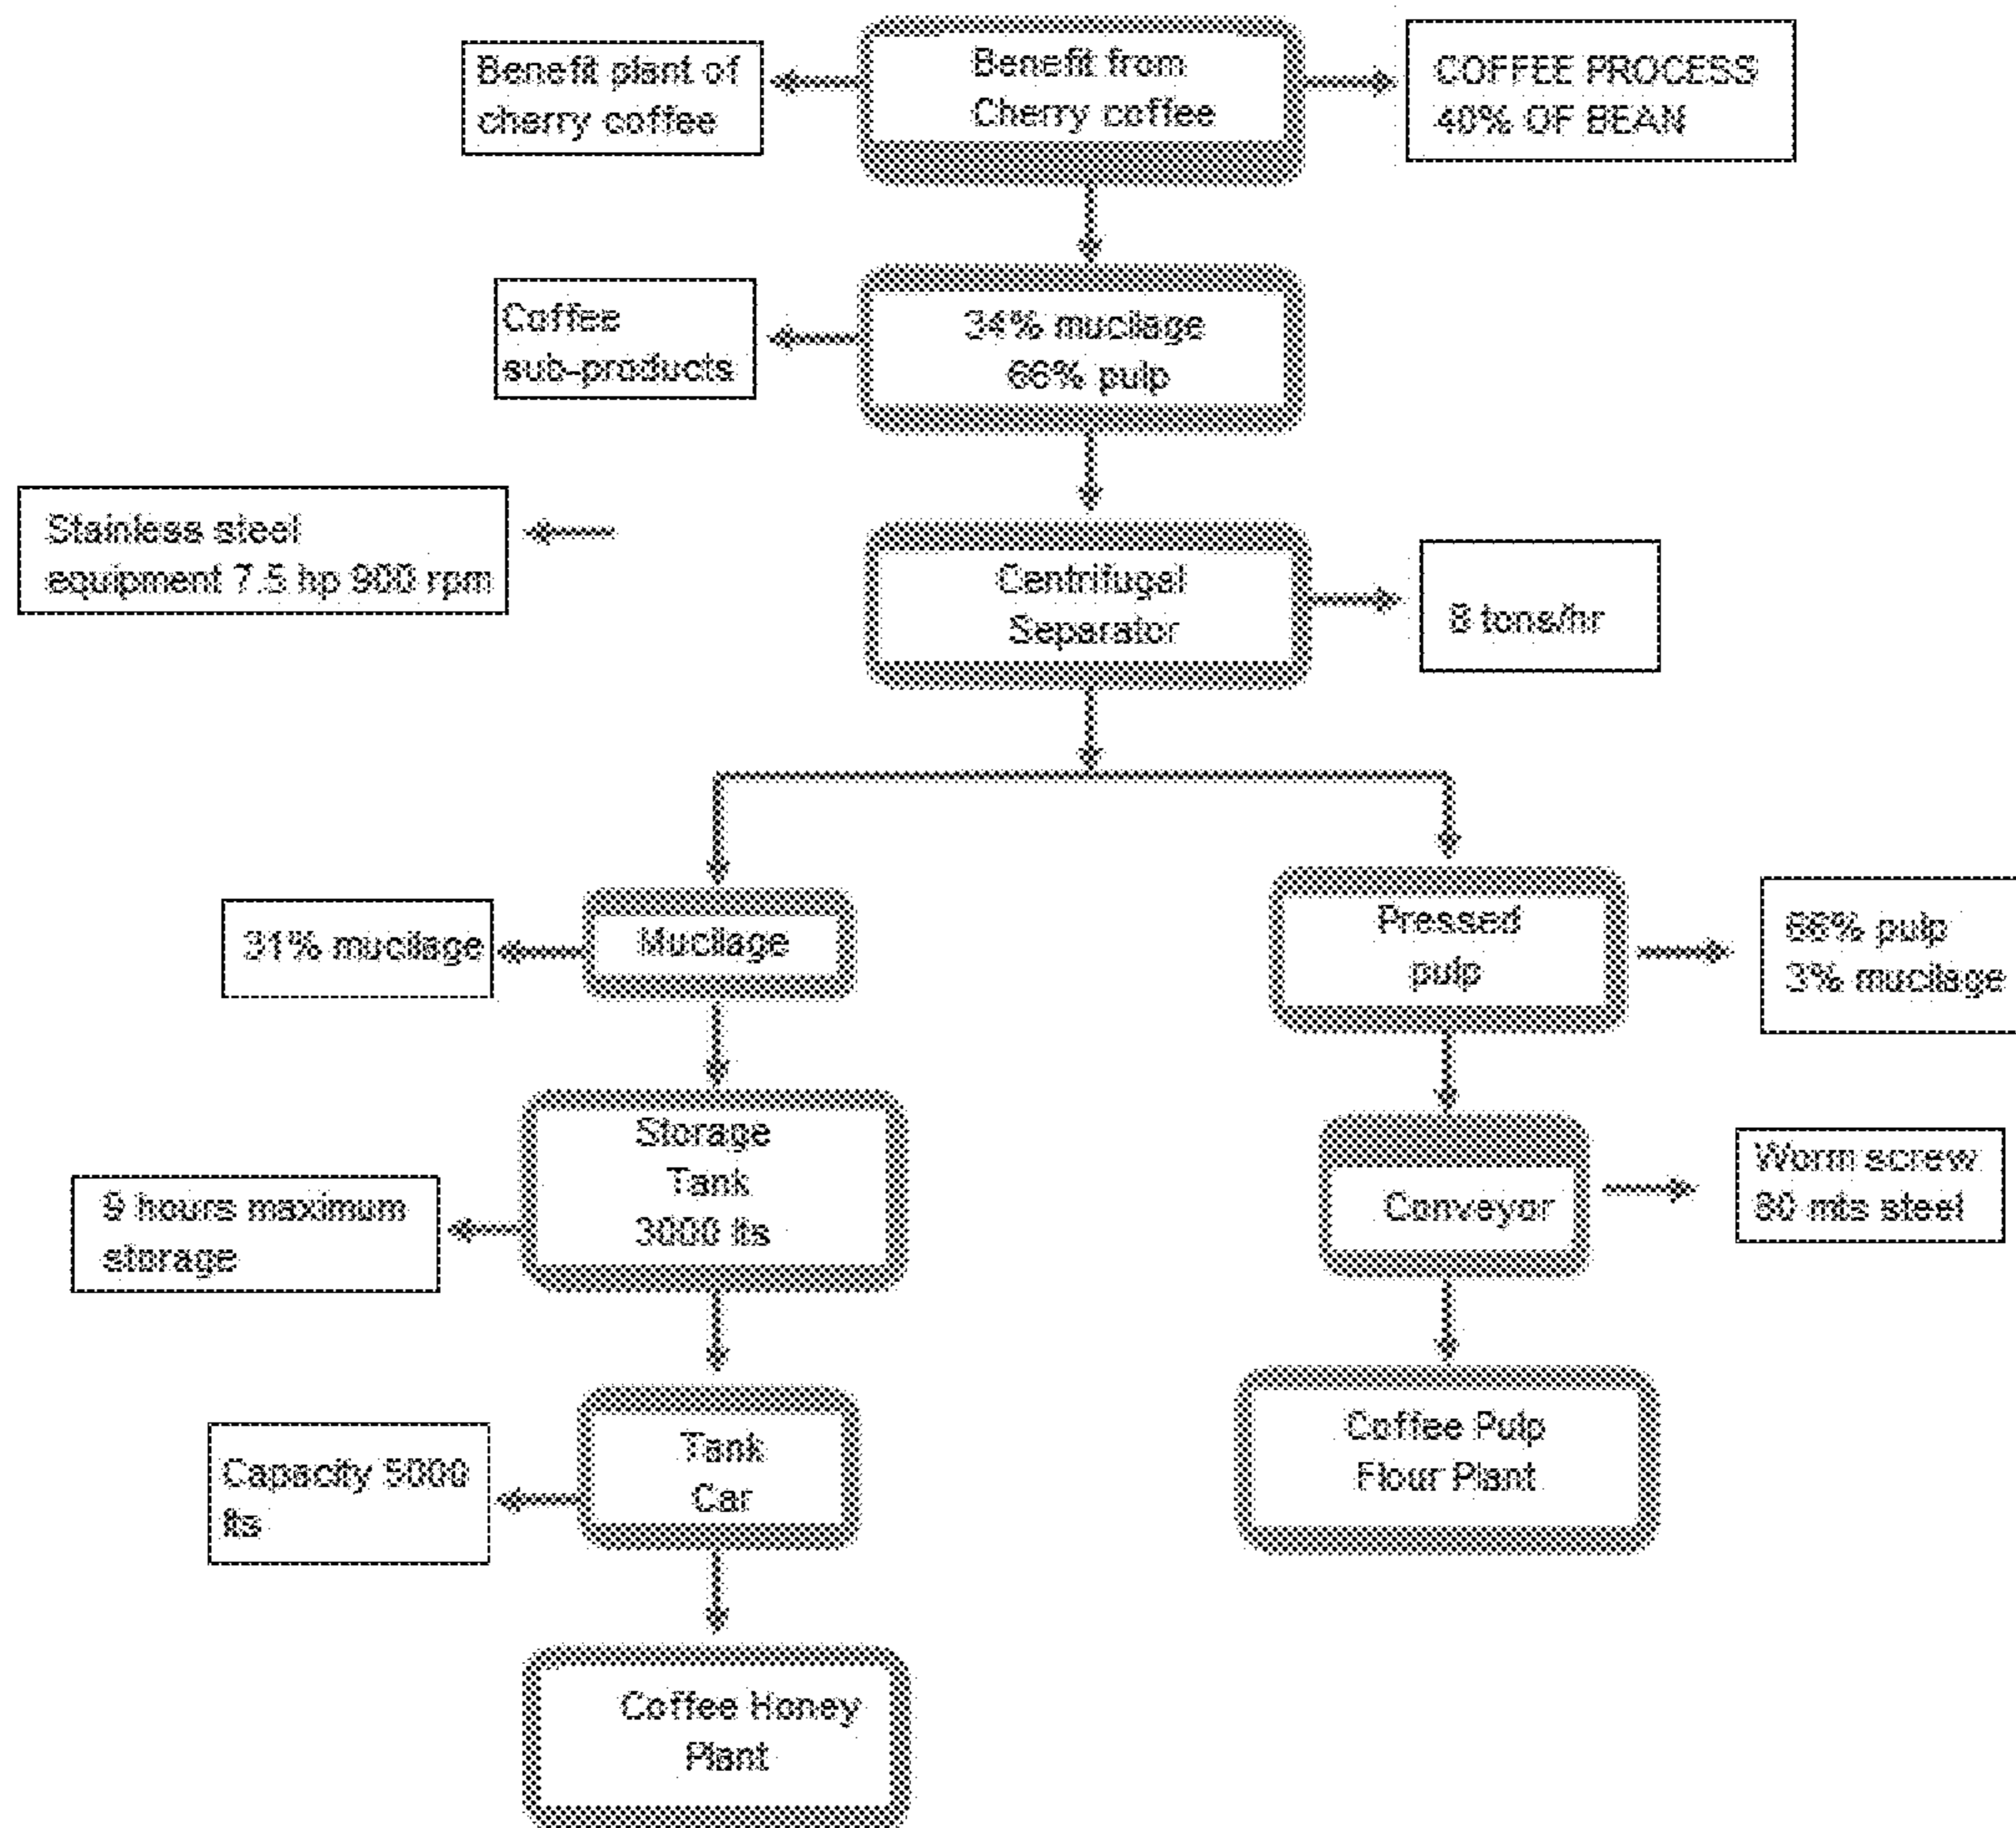 Benefit plant of
cherry coffee
Benefit from
Cherry coffee
COFFEE PROCESS
40% OF BEAN
Coffee
sub-products
34% mucilage
66% pulp
Stainless steel
equipment 7.5 hp 900 rpm
Centrifugal
Separator
8 tons/hr
31% mucilage
Mucilage
Pressed
pulp
66% pulp
3% mucilage
9 hours maximum
storage
Storage
Tank
3000 lts
Conveyor
Worm screw
60 mts steel
Capacity 5000
lts
Tank
Car
Coffee Pulp
Flour Plant
Coffee Honey
Plant